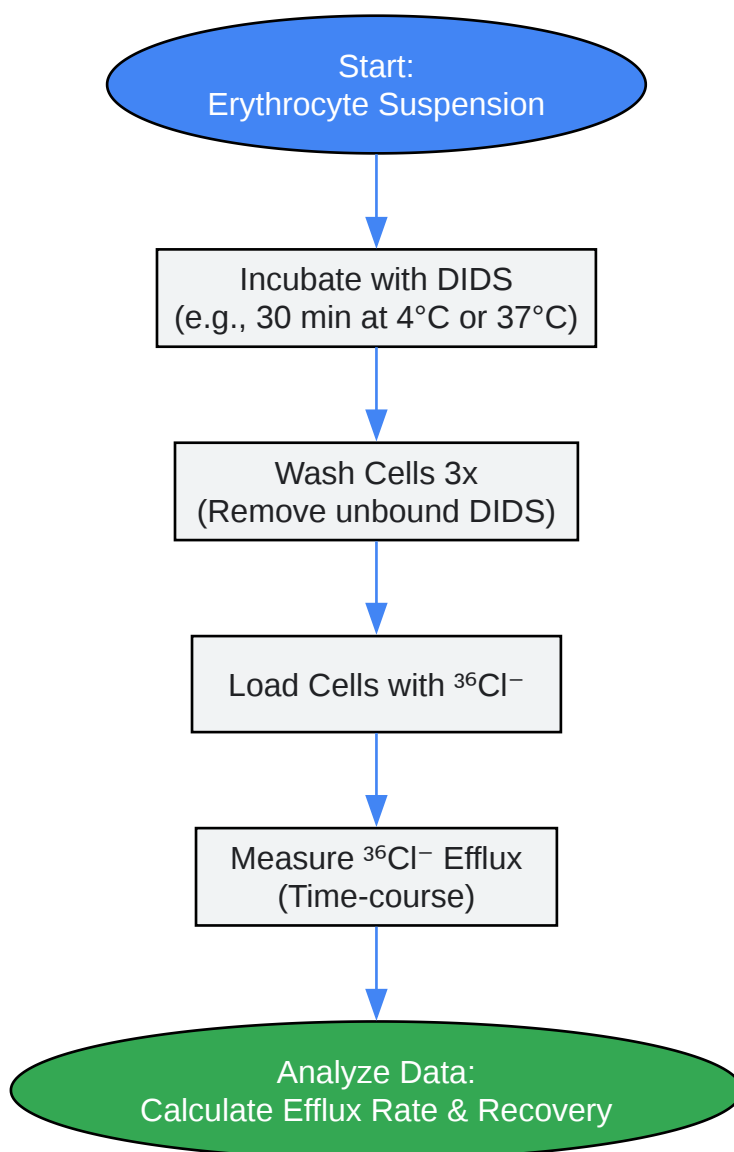 Start:
Erythrocyte Suspension
Incubate with DIDS
(e.g., 30 min at 4°C or 37°C)
Wash Cells 3x
(Remove unbound DIDS)
Load Cells with ³⁶Cl⁻
Measure ³⁶Cl⁻ Efflux
(Time-course)
Analyze Data:
Calculate Efflux Rate & Recovery